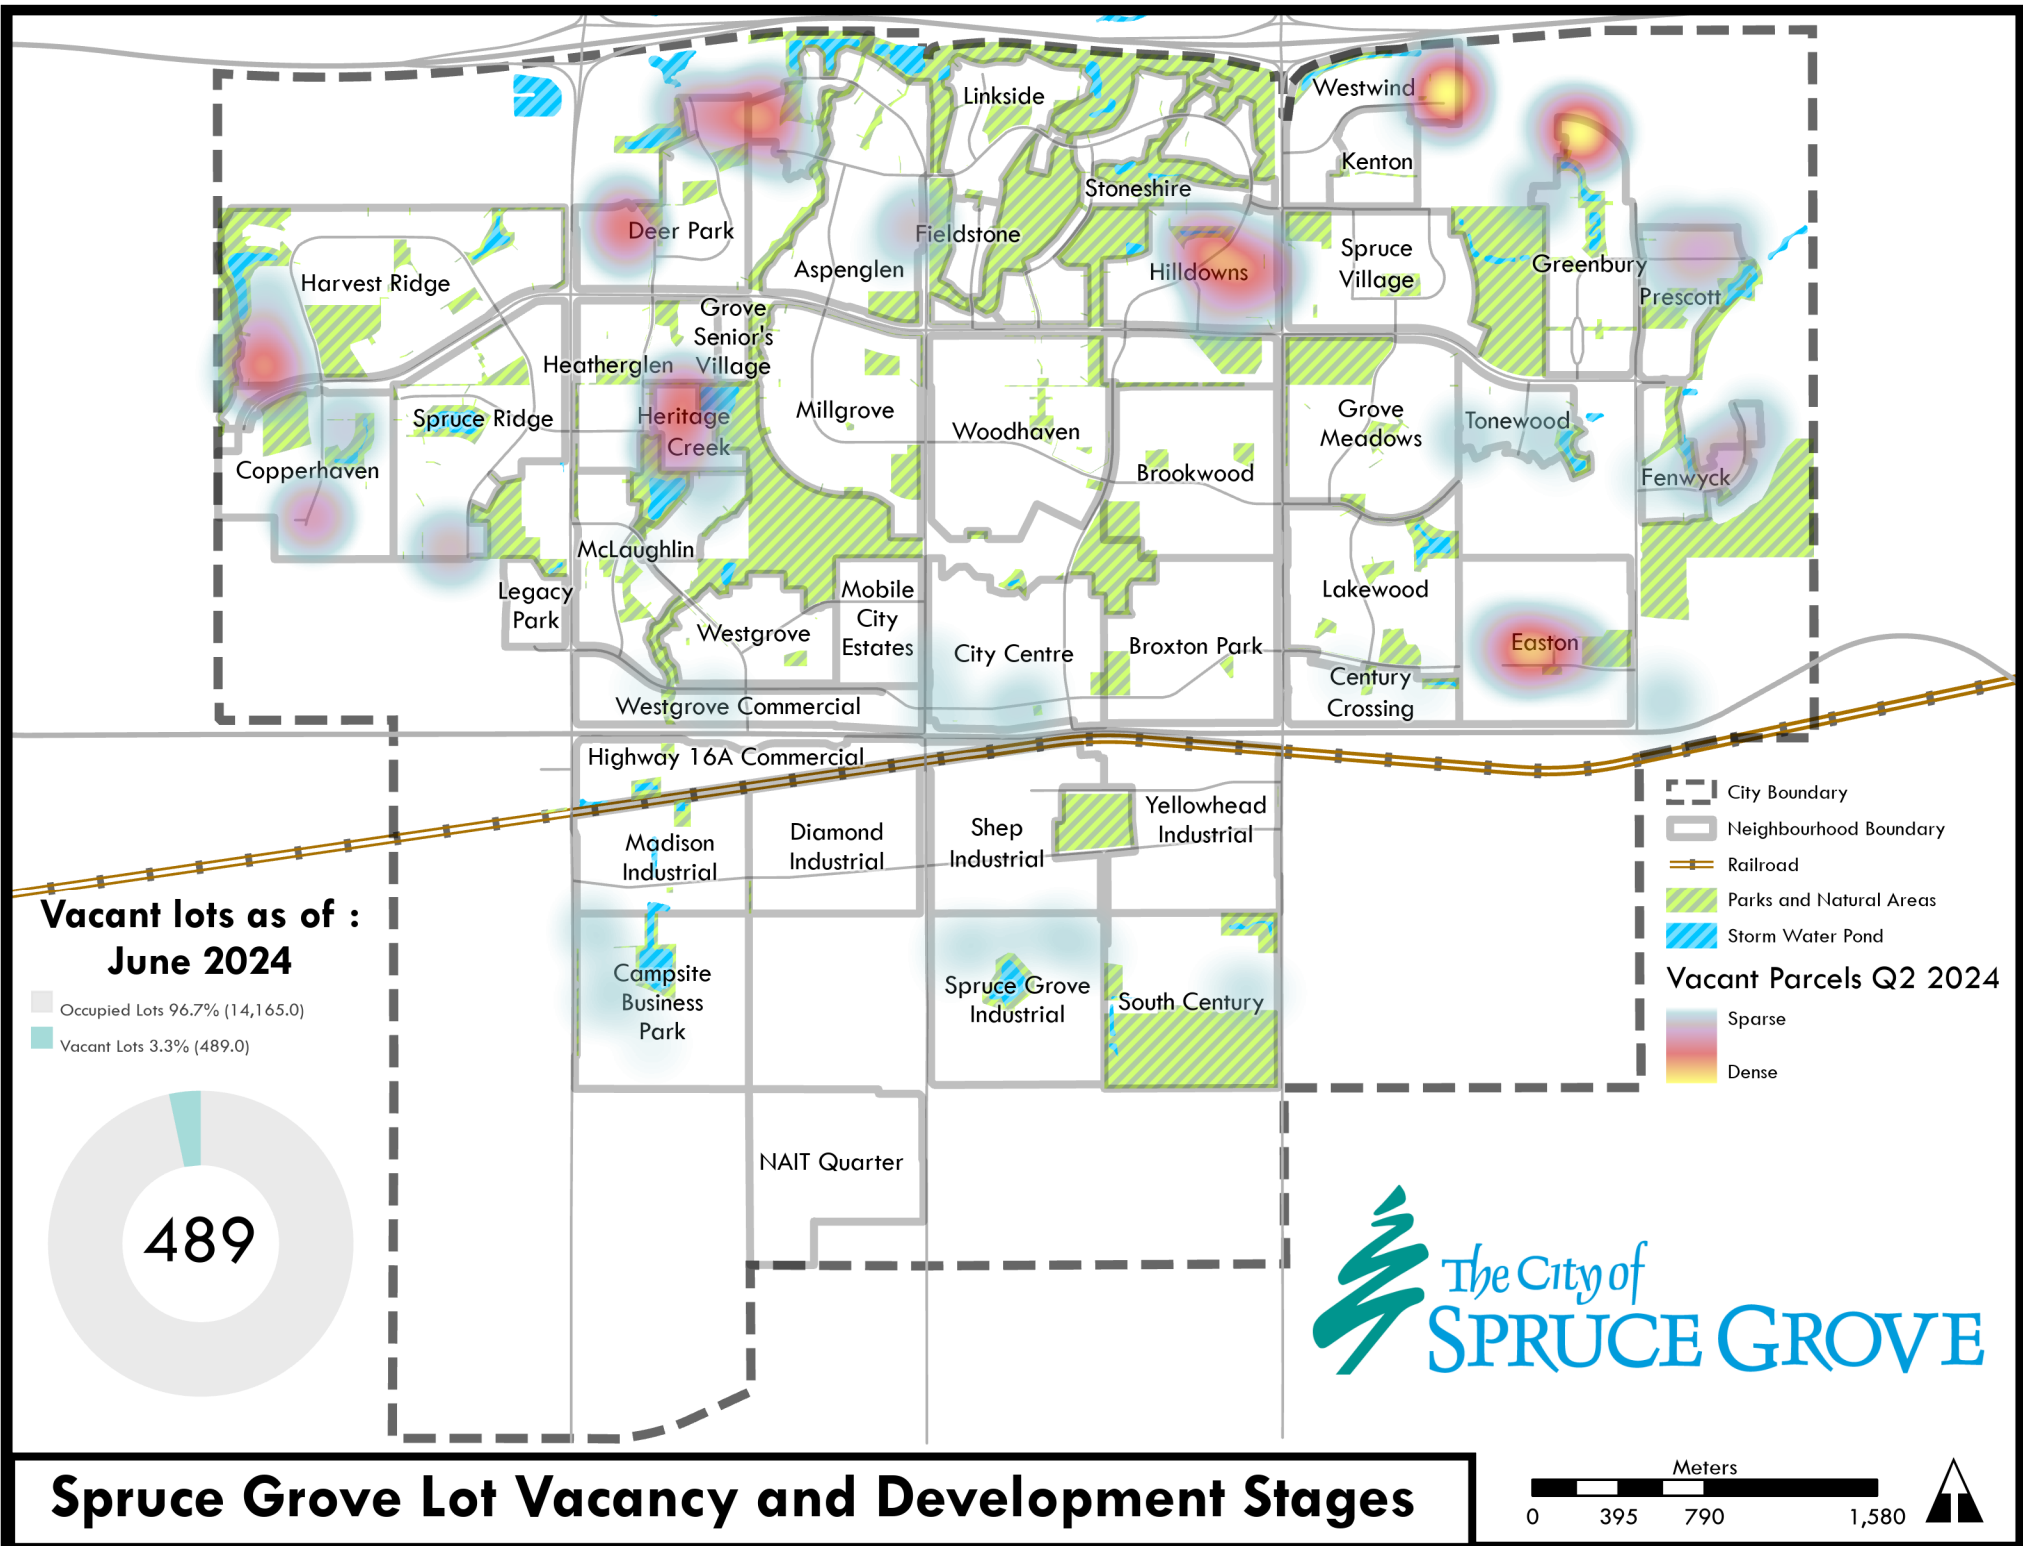 Linkside
Westwind
Kenton
Stoneshire
Deer Park
Fieldstone
Aspenglen
Hilldowns
Spruce
Village
Greenbury
Prescott
Harvest Ridge
Grove
Senior's
Village
Heatherglen
Heritage
Creek
Millgrove
Woodhaven
Grove
Meadows
Tonewood
Spruce Ridge
Copperhaven
Brookwood
Fenwyck
McLaughlin
Legacy
Park
Mobile
City
Estates
Lakewood
Westgrove
City Centre
Broxton Park
Easton
Century
Crossing
Westgrove Commercial
Highway 16A Commercial
Madison
Industrial
Diamond
Industrial
Shep
Industrial
Yellowhead
Industrial
Campsite
Business
Park
Spruce Grove
Industrial
South Century
NAIT Quarter
City Boundary
Neighbourhood Boundary
Railroad
Parks and Natural Areas
Storm Water Pond
Vacant Parcels Q2 2024
Sparse
Dense
Vacant lots as of :
June 2024
Occupied Lots 96.7% (14,165.0)
Vacant Lots 3.3% (489.0)
489
The City of
SPRUCE GROVE
Spruce Grove Lot Vacancy and Development Stages
Meters
0 395 790 1,580